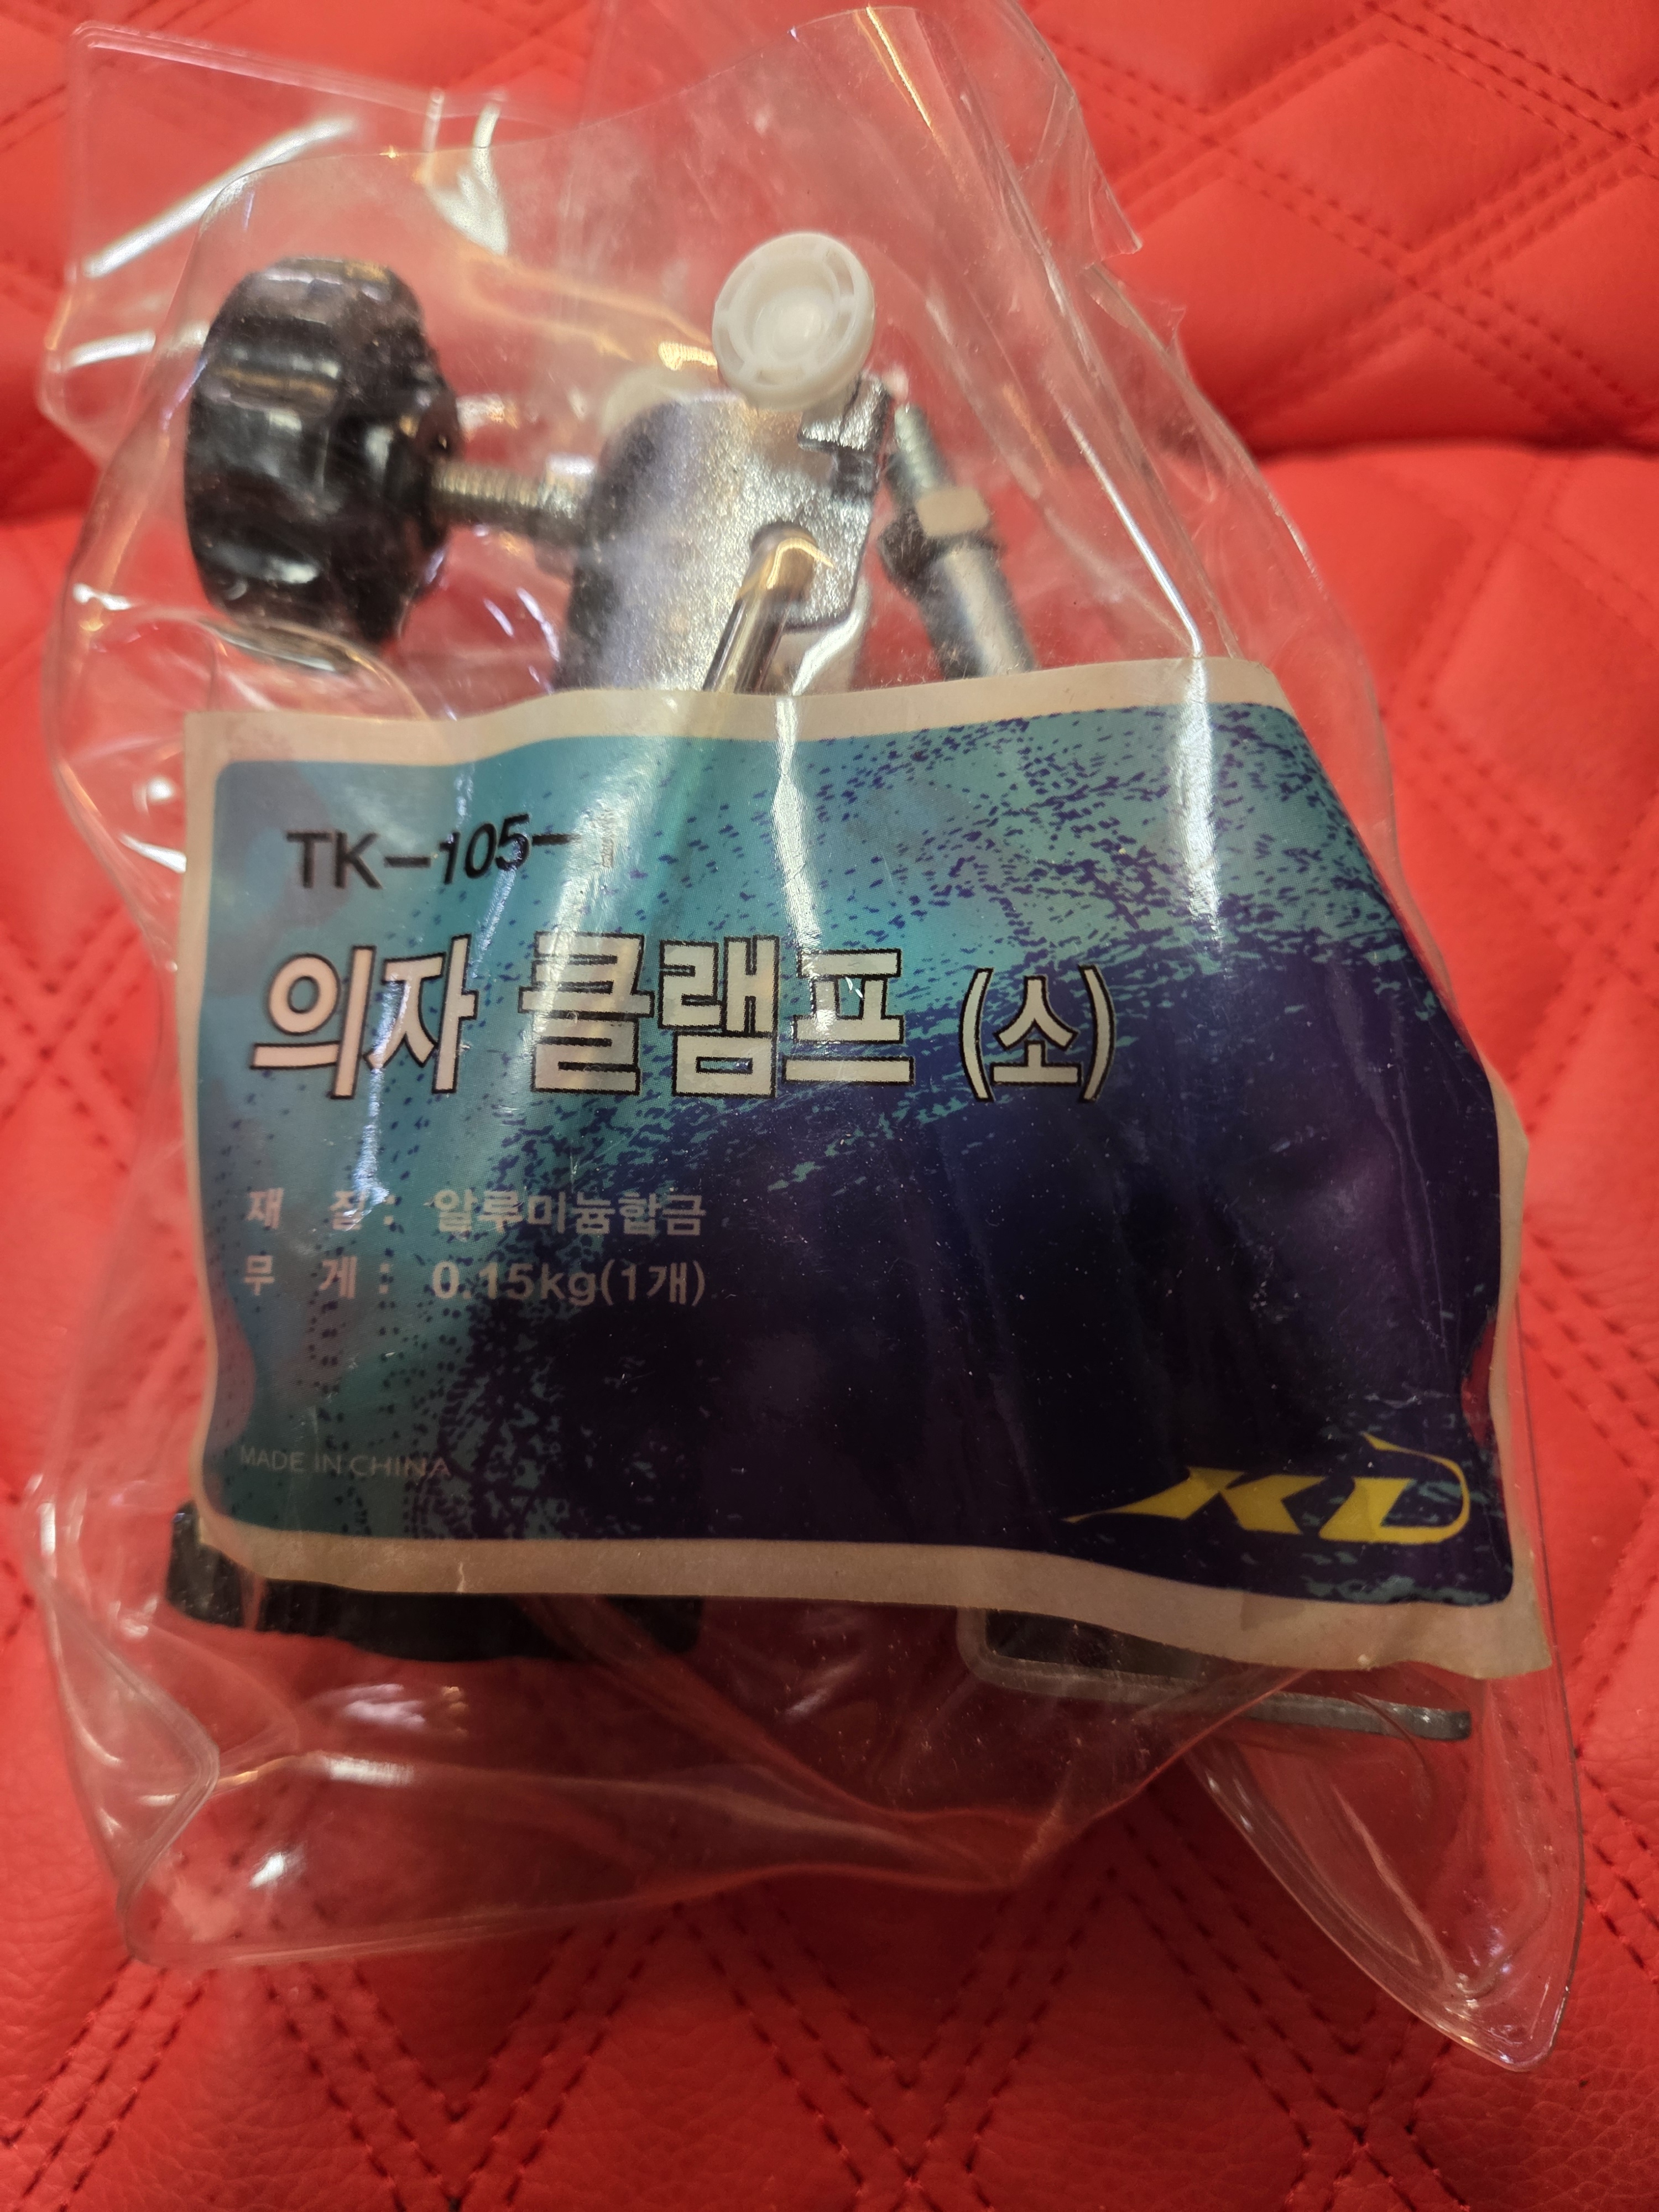 TK-105-
의자 클램프 (소)
재 질 : 알루미늄합금
무 게 : 0.15kg(1개)
MADE IN CHINA
KD